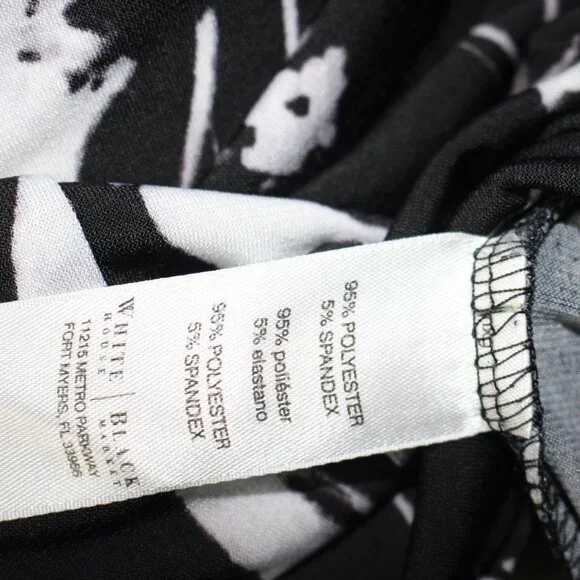 95% POLYESTER
5% SPANDEX
95% poliéster
5% elastano
95% POLYESTER
5% SPANDEX
WHITE | BLACK
HOUSE | MARKET
11215 METRO PARKWAY
FORT MYERS, FL 33966